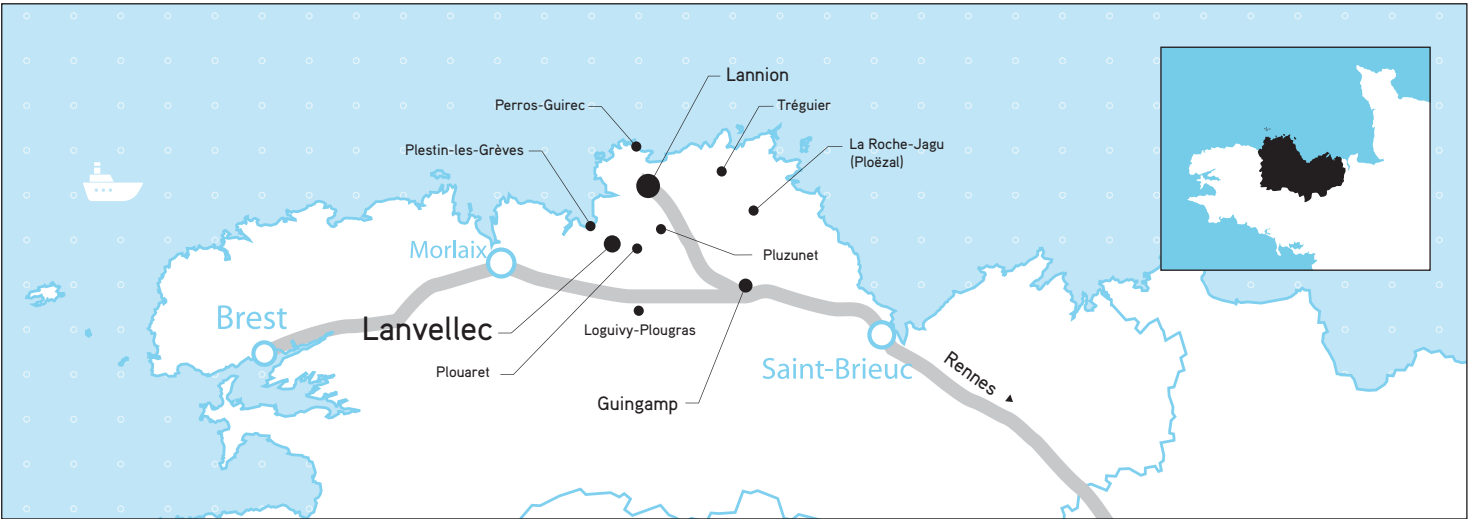 Lannion
Perros-Guirec
Tréguier
Plestin-les-Grèves
La Roche-Jagu
(Ploëzal)
Morlaix
Pluzunet
Brest
Lanvellec
Loguivy-Plougras
Plouaret
Saint-Brieuc
Rennes
Guingamp